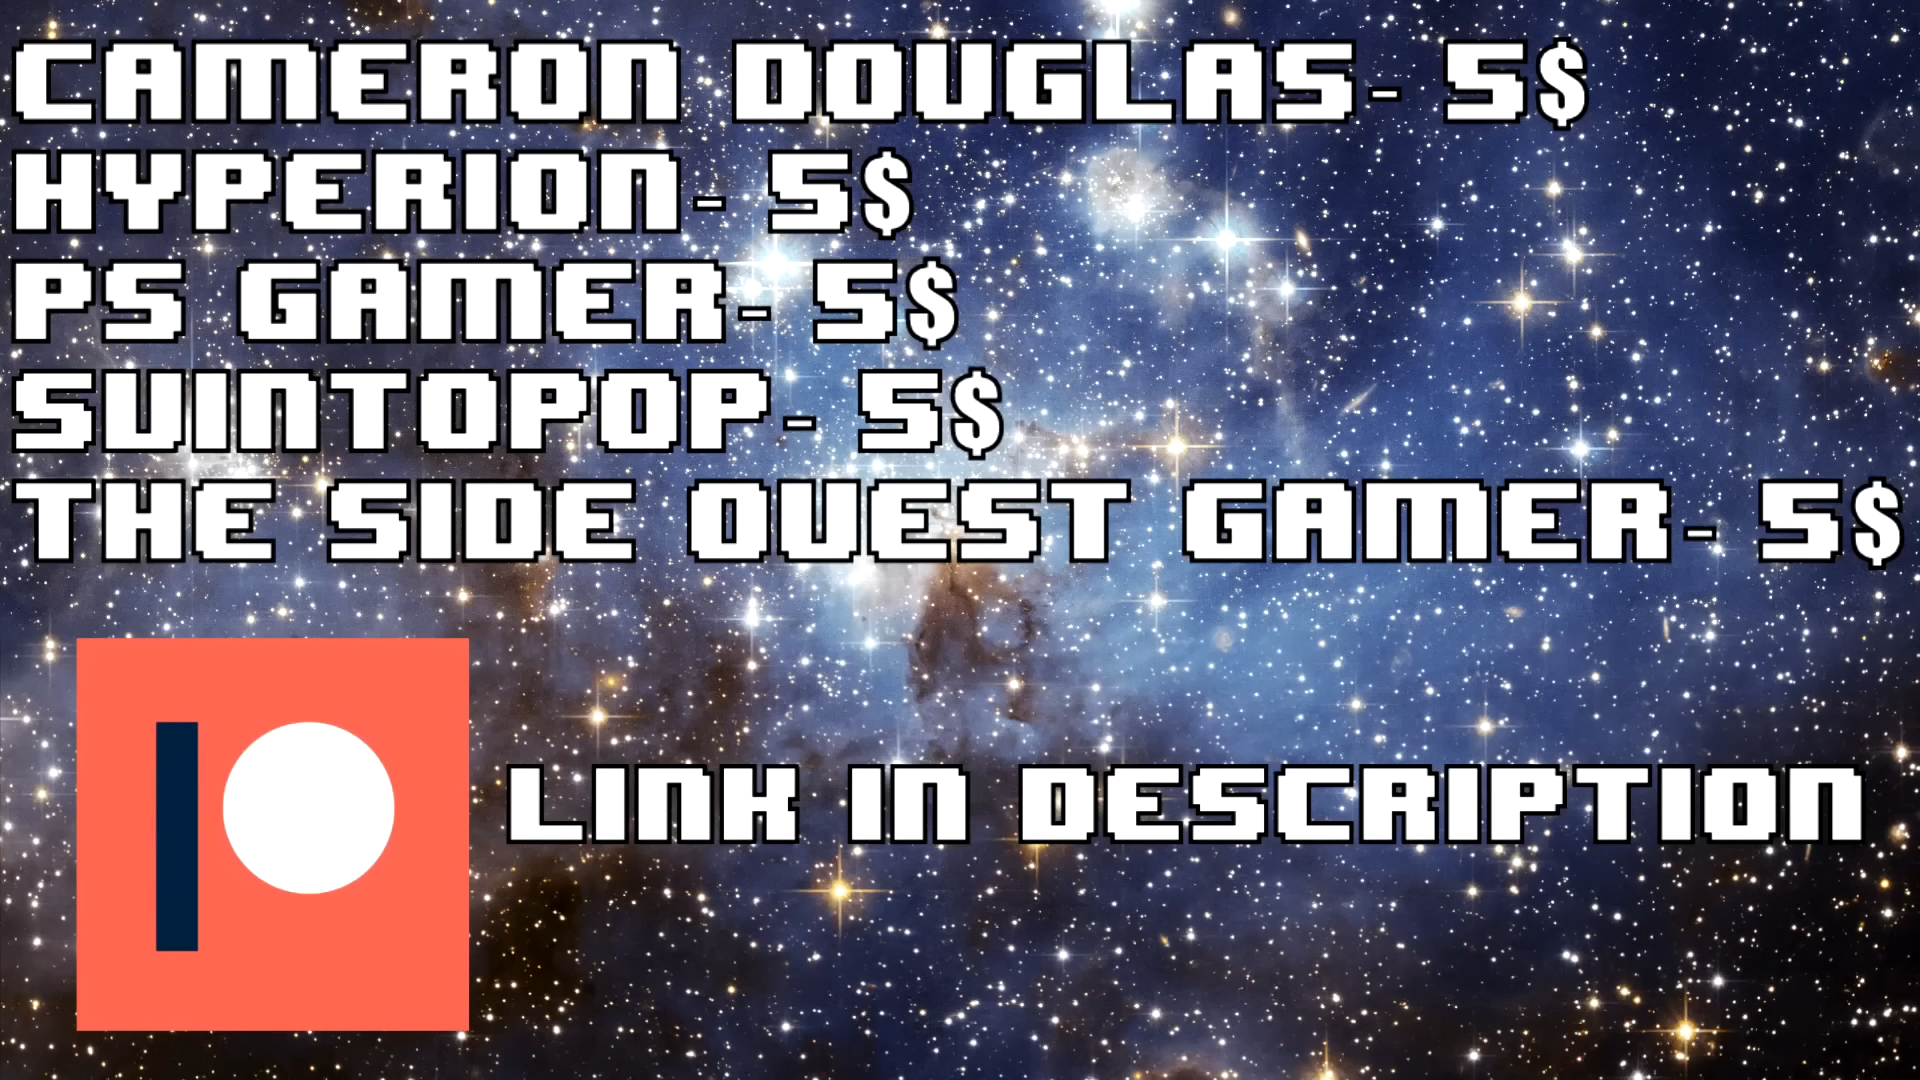 CAMERON DOUGLAS- 5$
HYPERION- 5$
PS GAMER- 5$
SUINTOPOP- 5$
THE SIDE QUEST GAMER- 5$
LINK IN DESCRIPTION